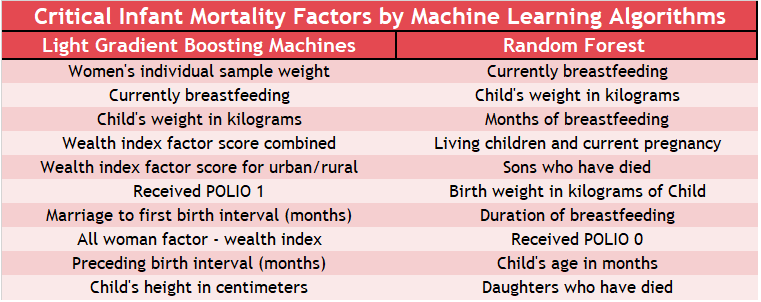 Critical Infant Mortality Factors by Machine Learning Algorithms
Light Gradient Boosting Machines Random Forest
Women's individual sample weight Currently breastfeeding
Currently breastfeeding Child's weight in kilograms
Child's weight in kilograms Months of breastfeeding
Wealth index factor score combined Living children and current pregnancy
Wealth index factor score for urban/rural Sons who have died
Received POLIO 1 Birth weight in kilograms of Child
Marriage to first birth interval (months) Duration of breastfeeding
All woman factor - wealth index Received POLIO 0
Preceding birth interval (months) Child's age in months
Child's height in centimeters Daughters who have died